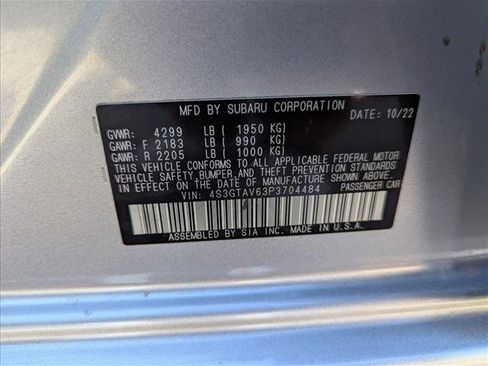 MFD BY SUBARU CORPORATION
DATE: 10/22
GVWR: 4299 LB ( 1950 KG)
GAWR: F 2183 LB ( 990 KG)
GAWR: R 2205 LB ( 1000 KG)
THIS VEHICLE CONFORMS TO ALL APPLICABLE FEDERAL MOTOR
VEHICLE SAFETY, BUMPER, AND THEFT PREVENTION STANDARDS
IN EFFECT ON THE DATE OF MANUFACTURE SHOWN ABOVE.
VIN: 4S3GTAV63P3704484 PASSENGER CAR
ASSEMBLED BY SIA INC. MADE IN U.S.A.